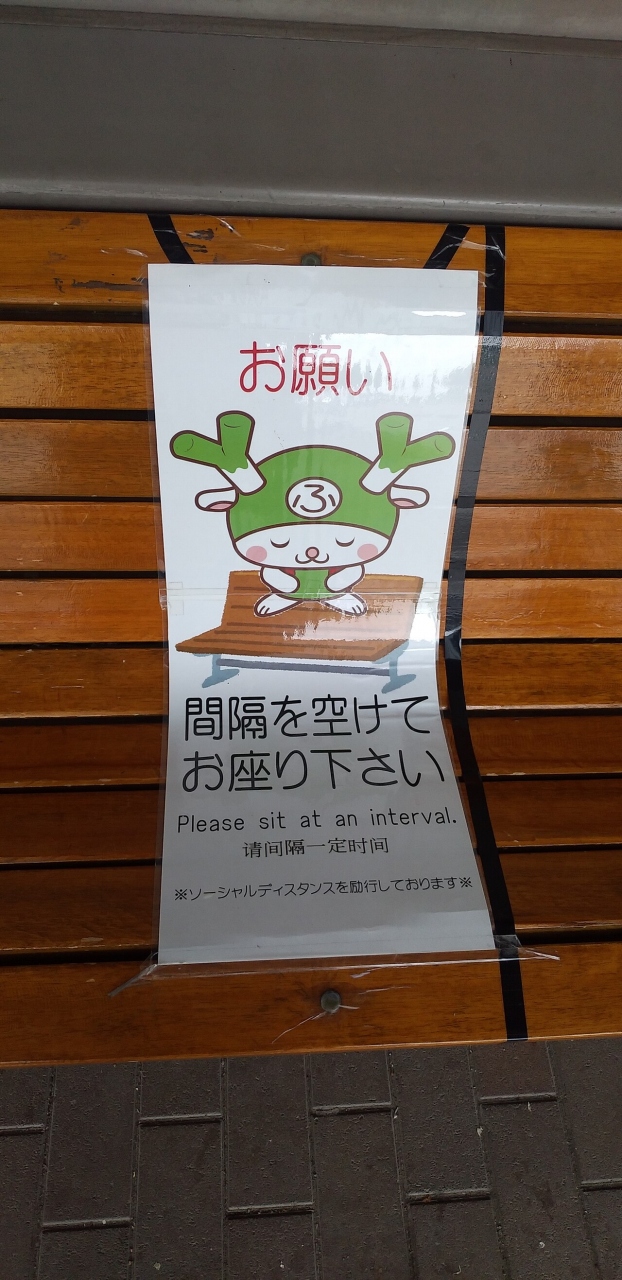 お願い
ふ
間隔を空けて
お座り下さい
Please sit at an interval.
请间隔一定时间
※ソーシャルディスタンスを励行しております※